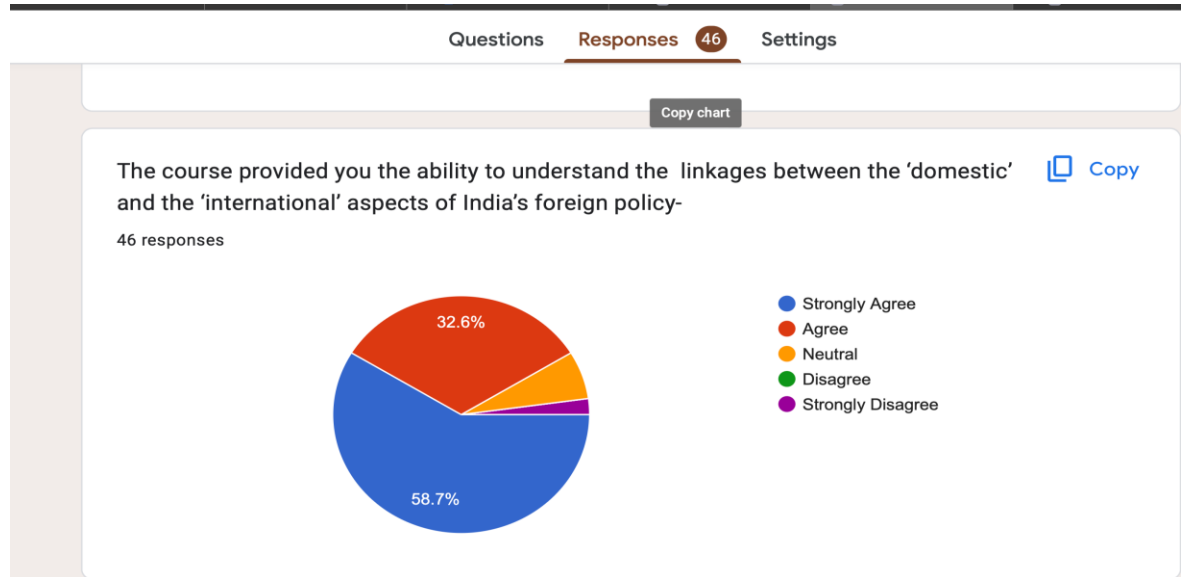 Questions Responses 46 Settings
Copy chart
The course provided you the ability to understand the  linkages between the ‘domestic’ Copy
and the ‘international’ aspects of India’s foreign policy-
46 responses
32.6%
58.7%
Strongly Agree
Agree
Neutral
Disagree
Strongly Disagree